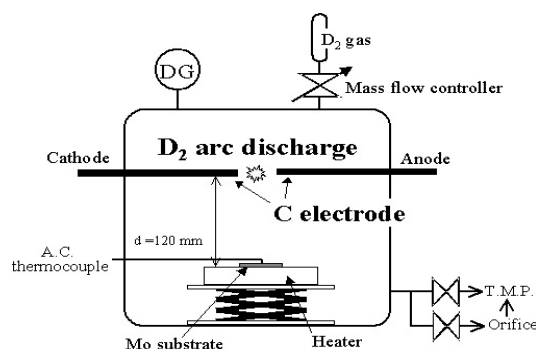 D₂ gas
DG
Mass flow controller
D₂ arc discharge
Cathode
Anode
C electrode
d =120 mm
A.C.
thermocouple
T.M.P.
Orifice
Mo substrate
Heater